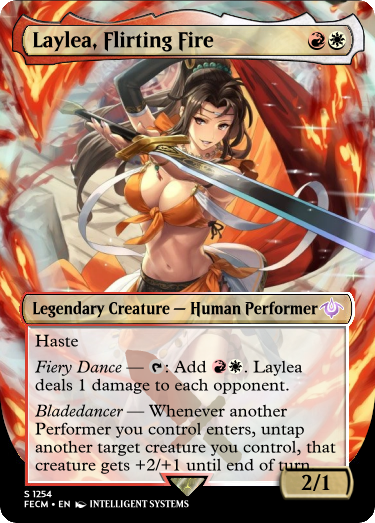 Laylea, Flirting Fire
Legendary Creature — Human Performer
Haste
Fiery Dance — : Add . Laylea
deals 1 damage to each opponent.
Bladedancer — Whenever another
Performer you control enters, untap
another target creature you control, that
creature gets +2/+1 until end of turn.
2/1
S 1254
FECM • EN INTELLIGENT SYSTEMS